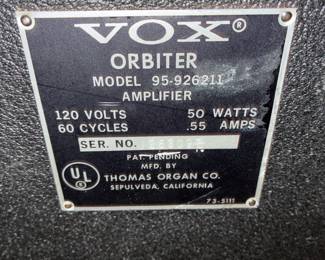 VOX®
ORBITER
MODEL 95-926211
AMPLIFIER
120 VOLTS 50 WATTS
60 CYCLES .55 AMPS
SER. NO.
PAT. PENDING
MFD. BY
UL ® THOMAS ORGAN CO.
SEPULVEDA, CALIFORNIA
73-5111